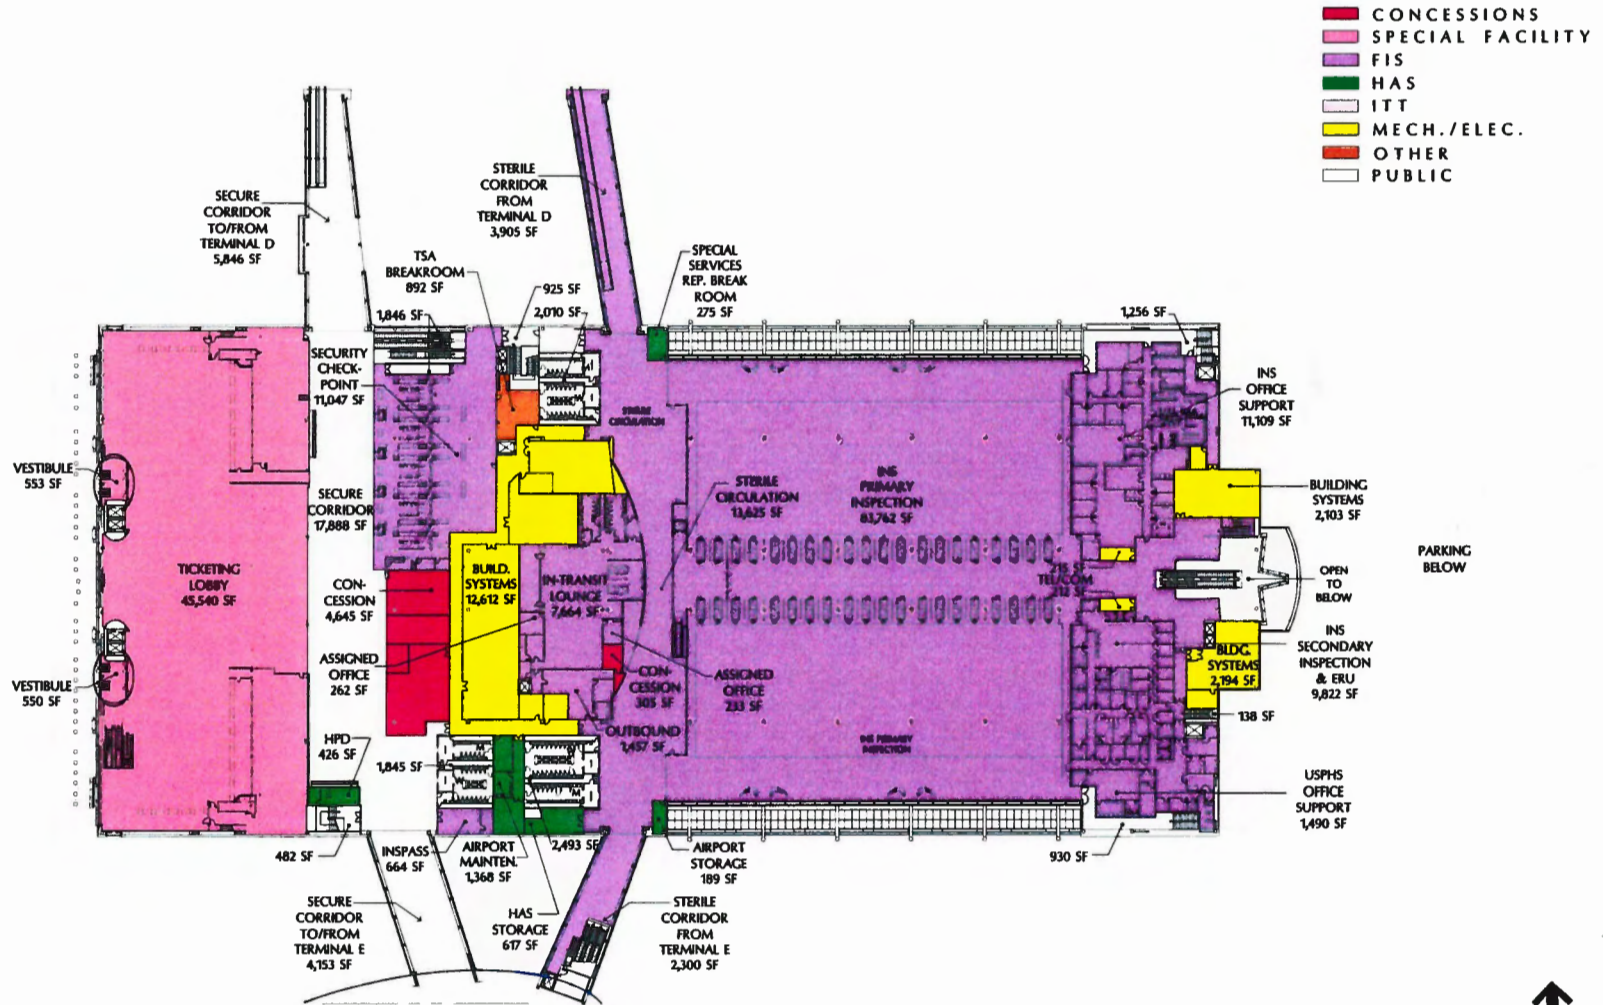 CONCESSIONS
SPECIAL FACILITY
FIS
HAS
ITT
MECH./ELEC.
OTHER
PUBLIC
SECURE
CORRIDOR
TO/FROM
TERMINAL D
5,846 SF
STERILE
CORRIDOR
FROM
TERMINAL D
3,905 SF
TSA
BREAKROOM
892 SF
925 SF
2,010 SF
1,846 SF
SPECIAL
SERVICES
REP. BREAK
ROOM
275 SF
1,256 SF
SECURITY
CHECK-
POINT
11,047 SF
STERILE
CIRCULATION
INS
OFFICE
SUPPORT
11,109 SF
VESTIBULE
553 SF
SECURE
CORRIDOR
17,888 SF
STERILE
CIRCULATION
13,625 SF
INS
PRIMARY
INSPECTION
83,762 SF
BUILDING
SYSTEMS
2,103 SF
PARKING
BELOW
TICKETING
LOBBY
45,540 SF
CON-
CESSION
4,645 SF
BUILD.
SYSTEMS
12,612 SF
IN-TRANSIT
LOUNGE
7,664 SF
215 SF
TEL/COM
212 SF
OPEN
TO
BELOW
ASSIGNED
OFFICE
262 SF
CON-
CESSION
305 SF
ASSIGNED
OFFICE
233 SF
BLDG.
SYSTEMS
2,194 SF
INS
SECONDARY
INSPECTION
& ERU
9,822 SF
VESTIBULE
550 SF
138 SF
OUTBOUND
1,457 SF
INS PRIMARY
INSPECTION
HPD
426 SF
1,845 SF
M
M
M
USPHS
OFFICE
SUPPORT
1,490 SF
482 SF
INSPASS
664 SF
AIRPORT
MAINTEN.
1,368 SF
2,493 SF
AIRPORT
STORAGE
189 SF
930 SF
SECURE
CORRIDOR
TO/FROM
TERMINAL E
4,153 SF
HAS
STORAGE
617 SF
STERILE
CORRIDOR
FROM
TERMINAL E
2,300 SF